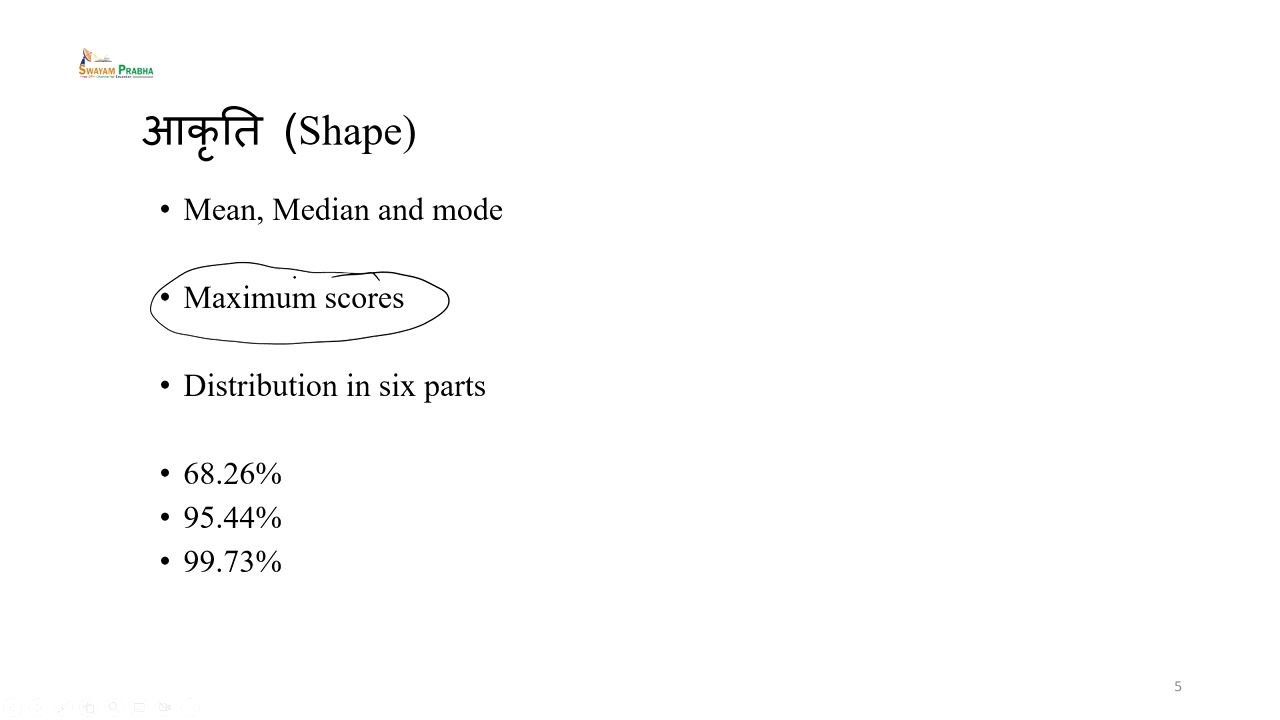 SWAYAM PRABHA
आकृति (Shape)
• Mean, Median and mode
• Maximum scores
• Distribution in six parts
• 68.26%
• 95.44%
• 99.73%
5